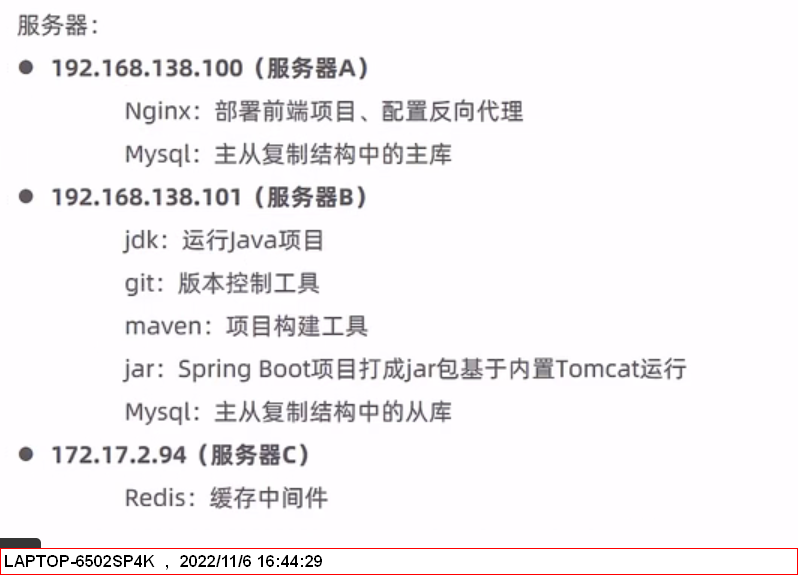 服务器：
● 192.168.138.100（服务器A）
Nginx：部署前端项目、配置反向代理
Mysql：主从复制结构中的主库
● 192.168.138.101（服务器B）
jdk：运行Java项目
git：版本控制工具
maven：项目构建工具
jar：Spring Boot项目打成jar包基于内置Tomcat运行
Mysql：主从复制结构中的从库
● 172.17.2.94（服务器C）
Redis：缓存中间件
LAPTOP-6502SP4K ，2022/11/6 16:44:29